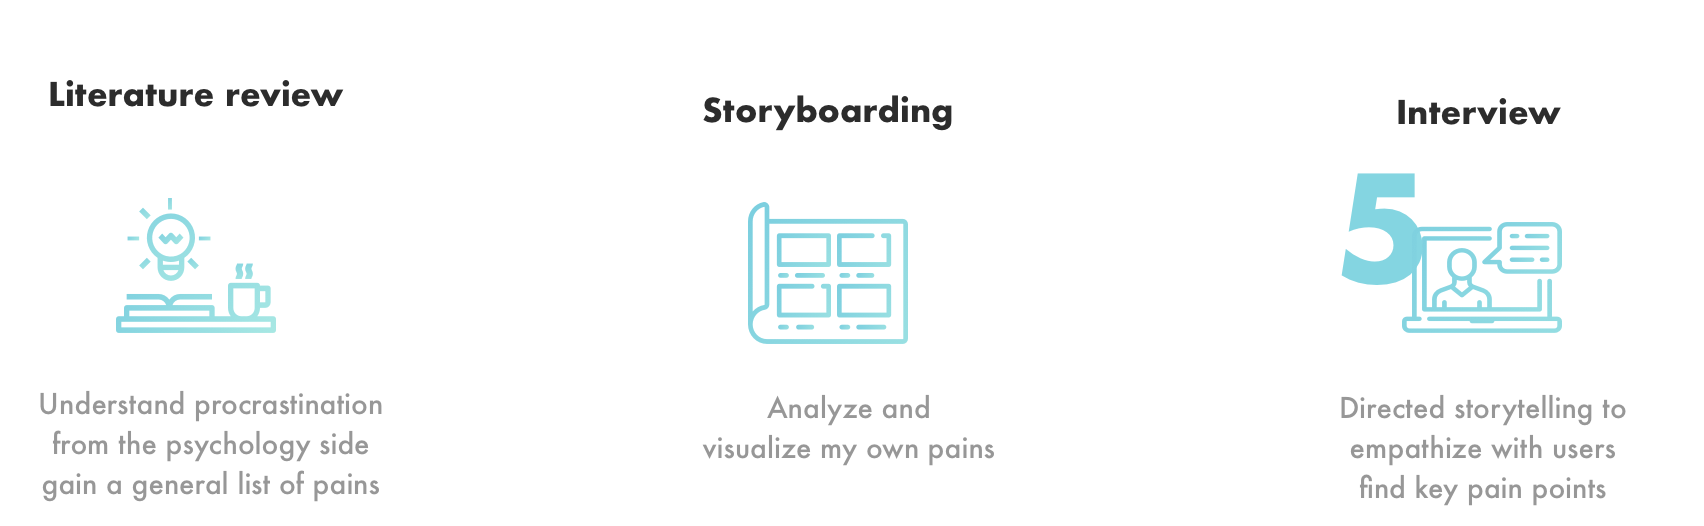 Literature review
Understand procrastination
from the psychology side
gain a general list of pains
Storyboarding
Analyze and
visualize my own pains
Interview
5
Directed storytelling to
empathize with users
find key pain points